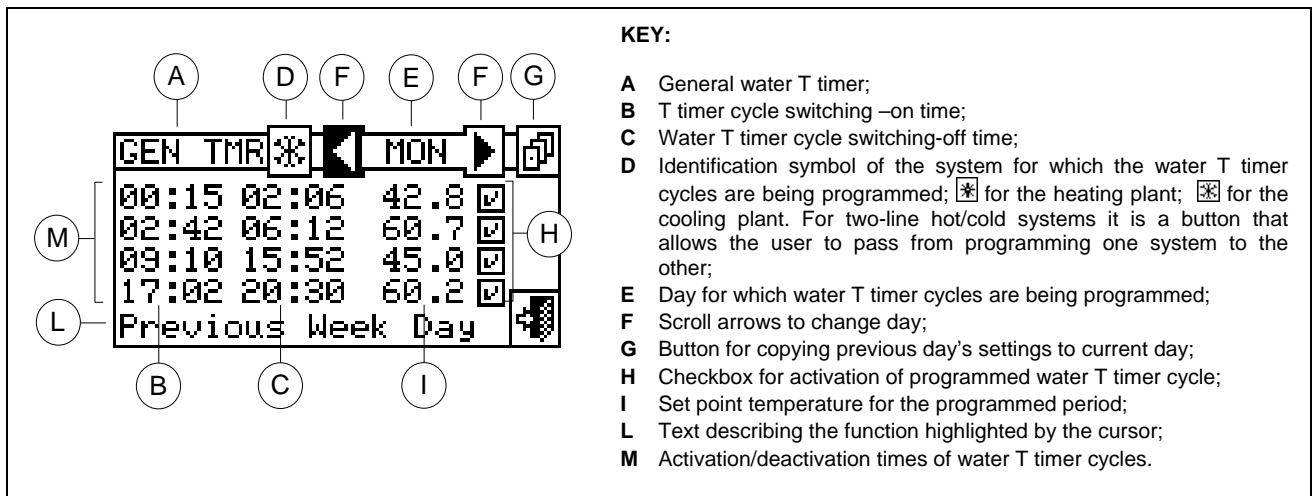 KEY:
A D F E F G
GEN TMR MON
00:15 02:06 42.8
02:42 06:12 60.7
09:10 15:52 45.0
17:02 20:30 60.2
Previous Week Day
M
H
L
B C I
A General water T timer;
B T timer cycle switching –on time;
C Water T timer cycle switching-off time;
D Identification symbol of the system for which the water T timer
cycles are being programmed; for the heating plant; for the
cooling plant. For two-line hot/cold systems it is a button that
allows the user to pass from programming one system to the
other;
E Day for which water T timer cycles are being programmed;
F Scroll arrows to change day;
G Button for copying previous day's settings to current day;
H Checkbox for activation of programmed water T timer cycle;
I Set point temperature for the programmed period;
L Text describing the function highlighted by the cursor;
M Activation/deactivation times of water T timer cycles.